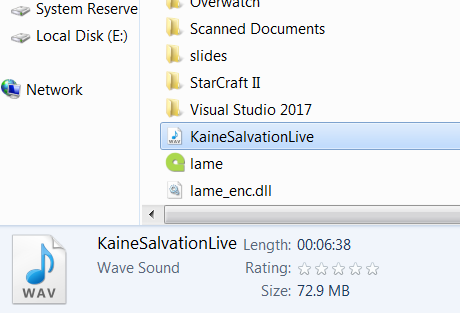 Overwatch
System Reserve
Scanned Documents
Local Disk (E:)
slides
StarCraft II
Network
Visual Studio 2017
KaineSalvationLive
lame
lame_enc.dll
KaineSalvationLive Length: 00:06:38
Wave Sound Rating:
Size: 72.9 MB
WAV